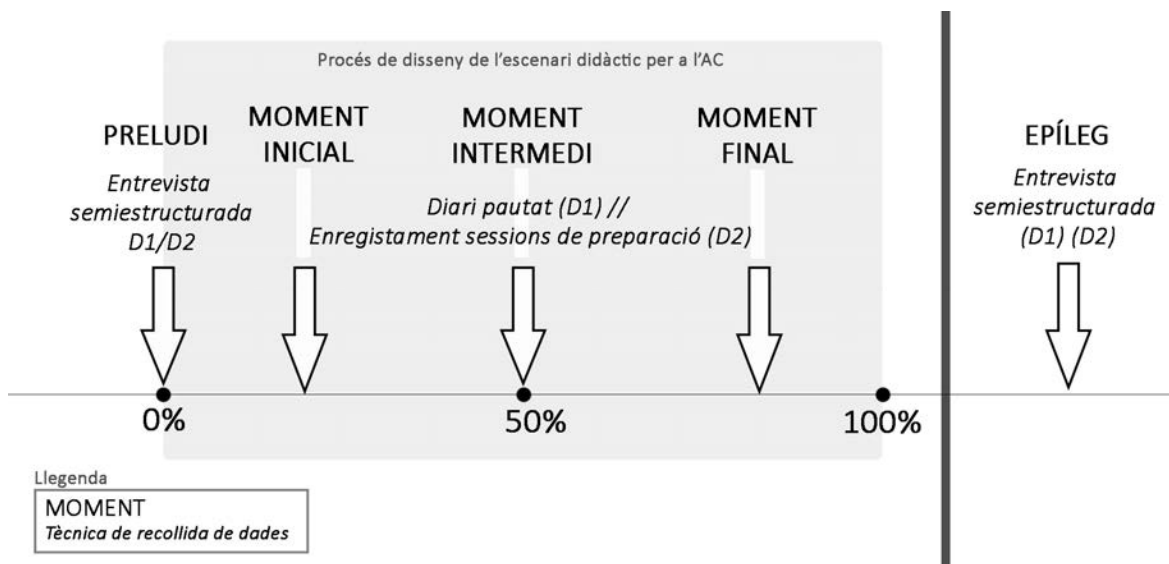 Procés de disseny de l'escenari didàctic per a l'AC
PRELUDI
Entrevista
semiestructurada
D1/D2
MOMENT
INICIAL
MOMENT
INTERMEDI
MOMENT
FINAL
Diari pautat (D1) //
Enregistament sessions de preparació (D2)
EPÍLEG
Entrevista
semiestructurada
(D1) (D2)
0%
50%
100%
Llegenda
MOMENT
Tècnica de recollida de dades